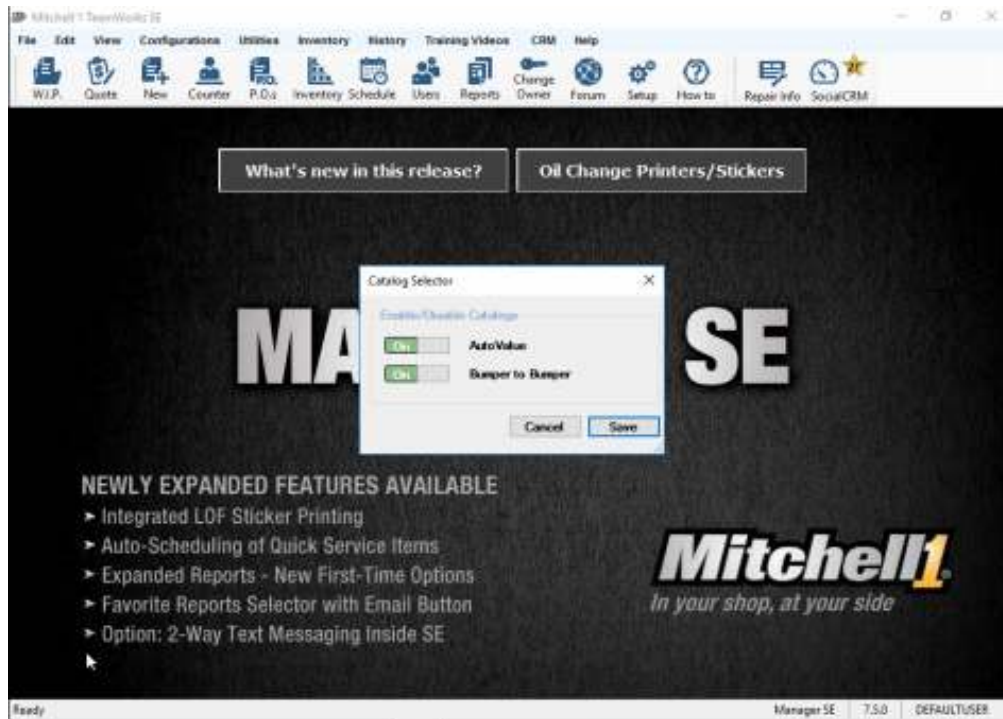 Mitchell 1 TeamWorks SE
File Edit View Configurations Utilities Inventory History Training Videos CRM Help
W.I.P. Quote New Counter P.O.s Inventory Schedule Users Reports Change Owner Forum Setup How to Repair Info SocialCRM
What's new in this release? Oil Change Printers/Stickers
Catalog Selector
Enable/Disable Catalogs
On AutoValue
On Bumper to Bumper
Cancel Save
MA SE
NEWLY EXPANDED FEATURES AVAILABLE
➤ Integrated LOF Sticker Printing
➤ Auto-Scheduling of Quick Service Items
➤ Expanded Reports - New First-Time Options
➤ Favorite Reports Selector with Email Button
➤ Option: 2-Way Text Messaging Inside SE
Mitchell1
In your shop, at your side
Ready Manager SE 7.5.0 DEFAULTUSER